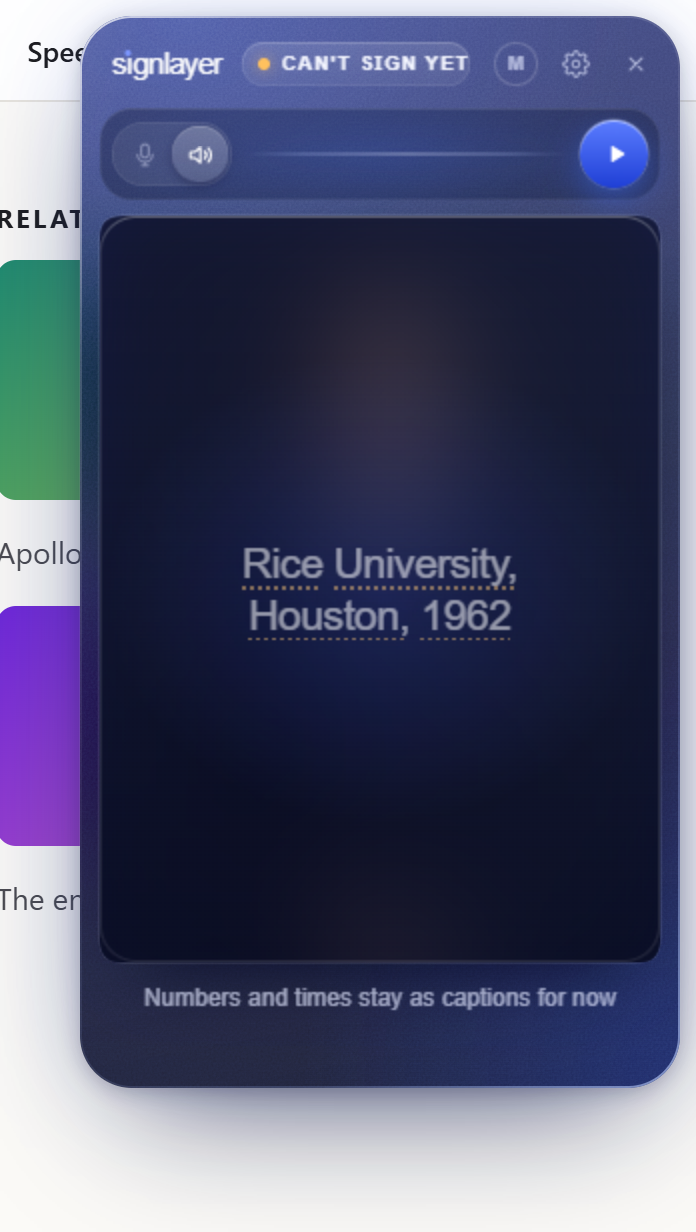 Spee
signlayer
CAN'T SIGN YET
M
RELAT
Apollo
Rice University,
Houston, 1962
The en
Numbers and times stay as captions for now